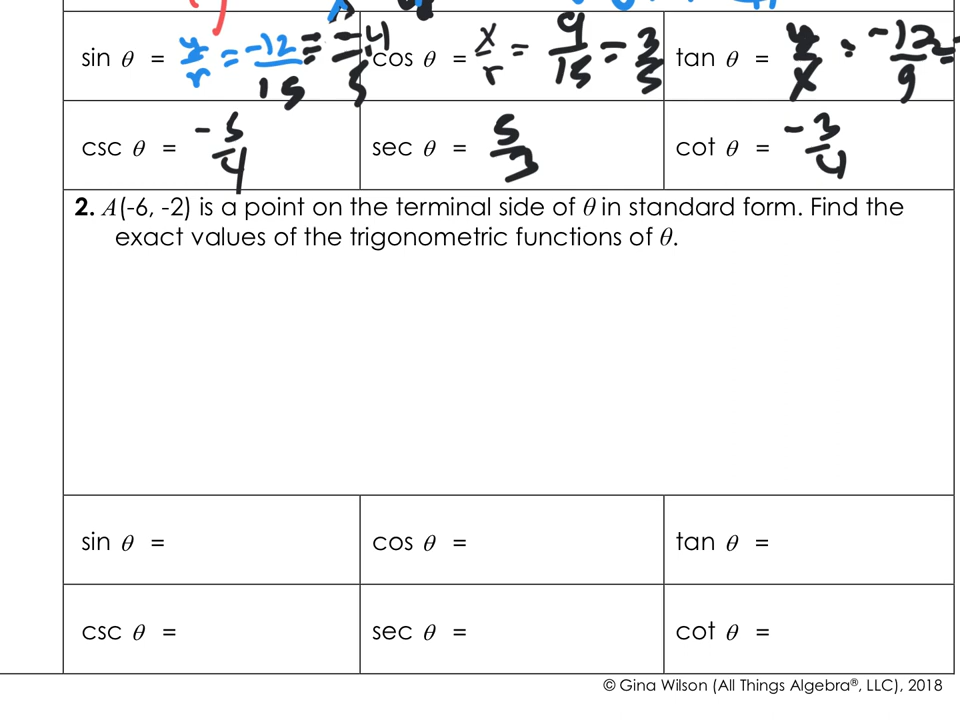 sin θ = y/r = -12/15 = -4/5 cos θ = x/r = 9/15 = 3/5 tan θ = y/x = -12/9 =
csc θ = -5/4 sec θ = 5/3 cot θ = -3/4
2. A(-6, -2) is a point on the terminal side of θ in standard form. Find the
exact values of the trigonometric functions of θ.
sin θ = cos θ = tan θ =
csc θ = sec θ = cot θ =
© Gina Wilson (All Things Algebra®, LLC), 2018